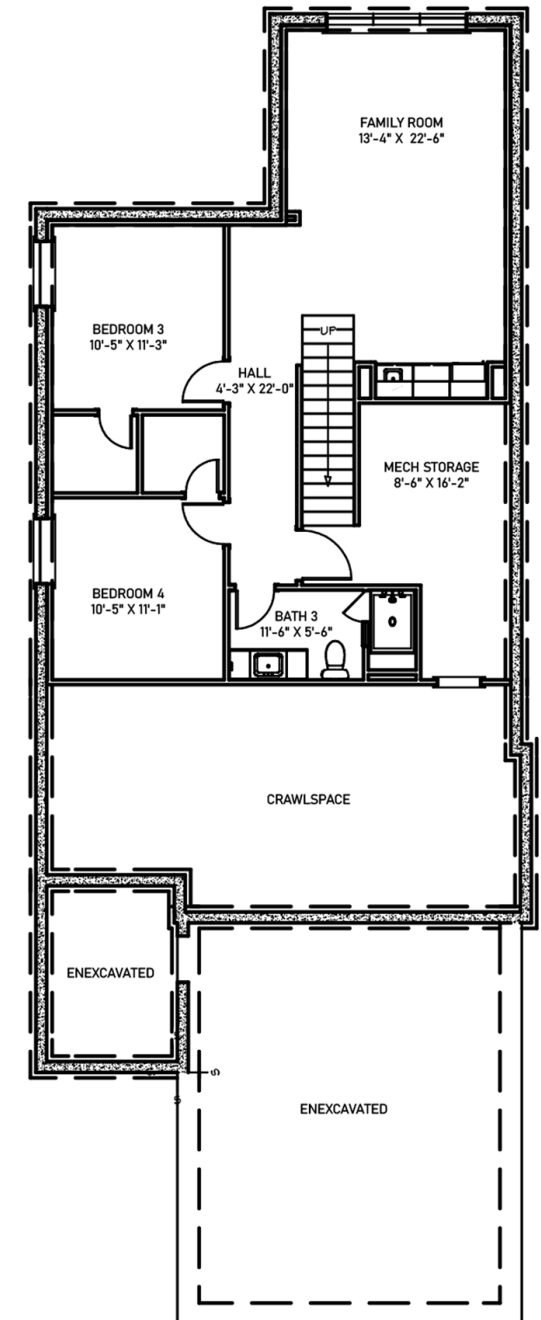 FAMILY ROOM
13'-4" X 22'-6"
BEDROOM 3
10'-5" X 11'-3"
UP
HALL
4'-3" X 22'-0"
MECH STORAGE
8'-6" X 16'-2"
BEDROOM 4
10'-5" X 11'-1"
BATH 3
11'-6" X 5'-6"
CRAWLSPACE
ENEXCAVATED
S
S
ENEXCAVATED